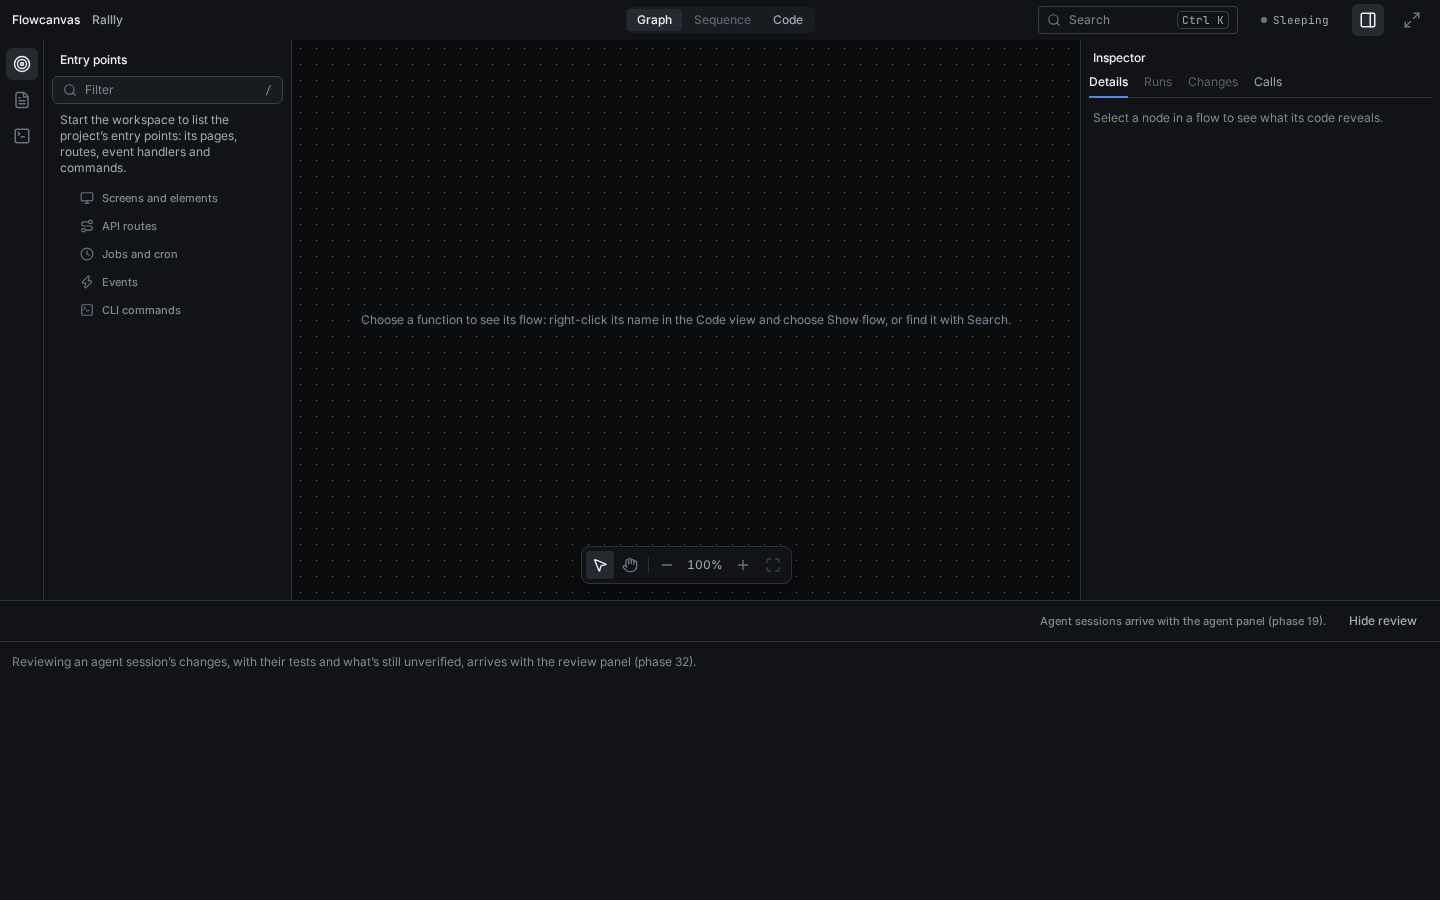 Flowcanvas Rallly
Graph Sequence Code
Search Ctrl K
Sleeping
Entry points
Filter /
Start the workspace to list the
project's entry points: its pages,
routes, event handlers and
commands.
Screens and elements
API routes
Jobs and cron
Events
CLI commands
Choose a function to see its flow: right-click its name in the Code view and choose Show flow, or find it with Search.
100%
Inspector
Details Runs Changes Calls
Select a node in a flow to see what its code reveals.
Agent sessions arrive with the agent panel (phase 19). Hide review
Reviewing an agent session's changes, with their tests and what's still unverified, arrives with the review panel (phase 32).